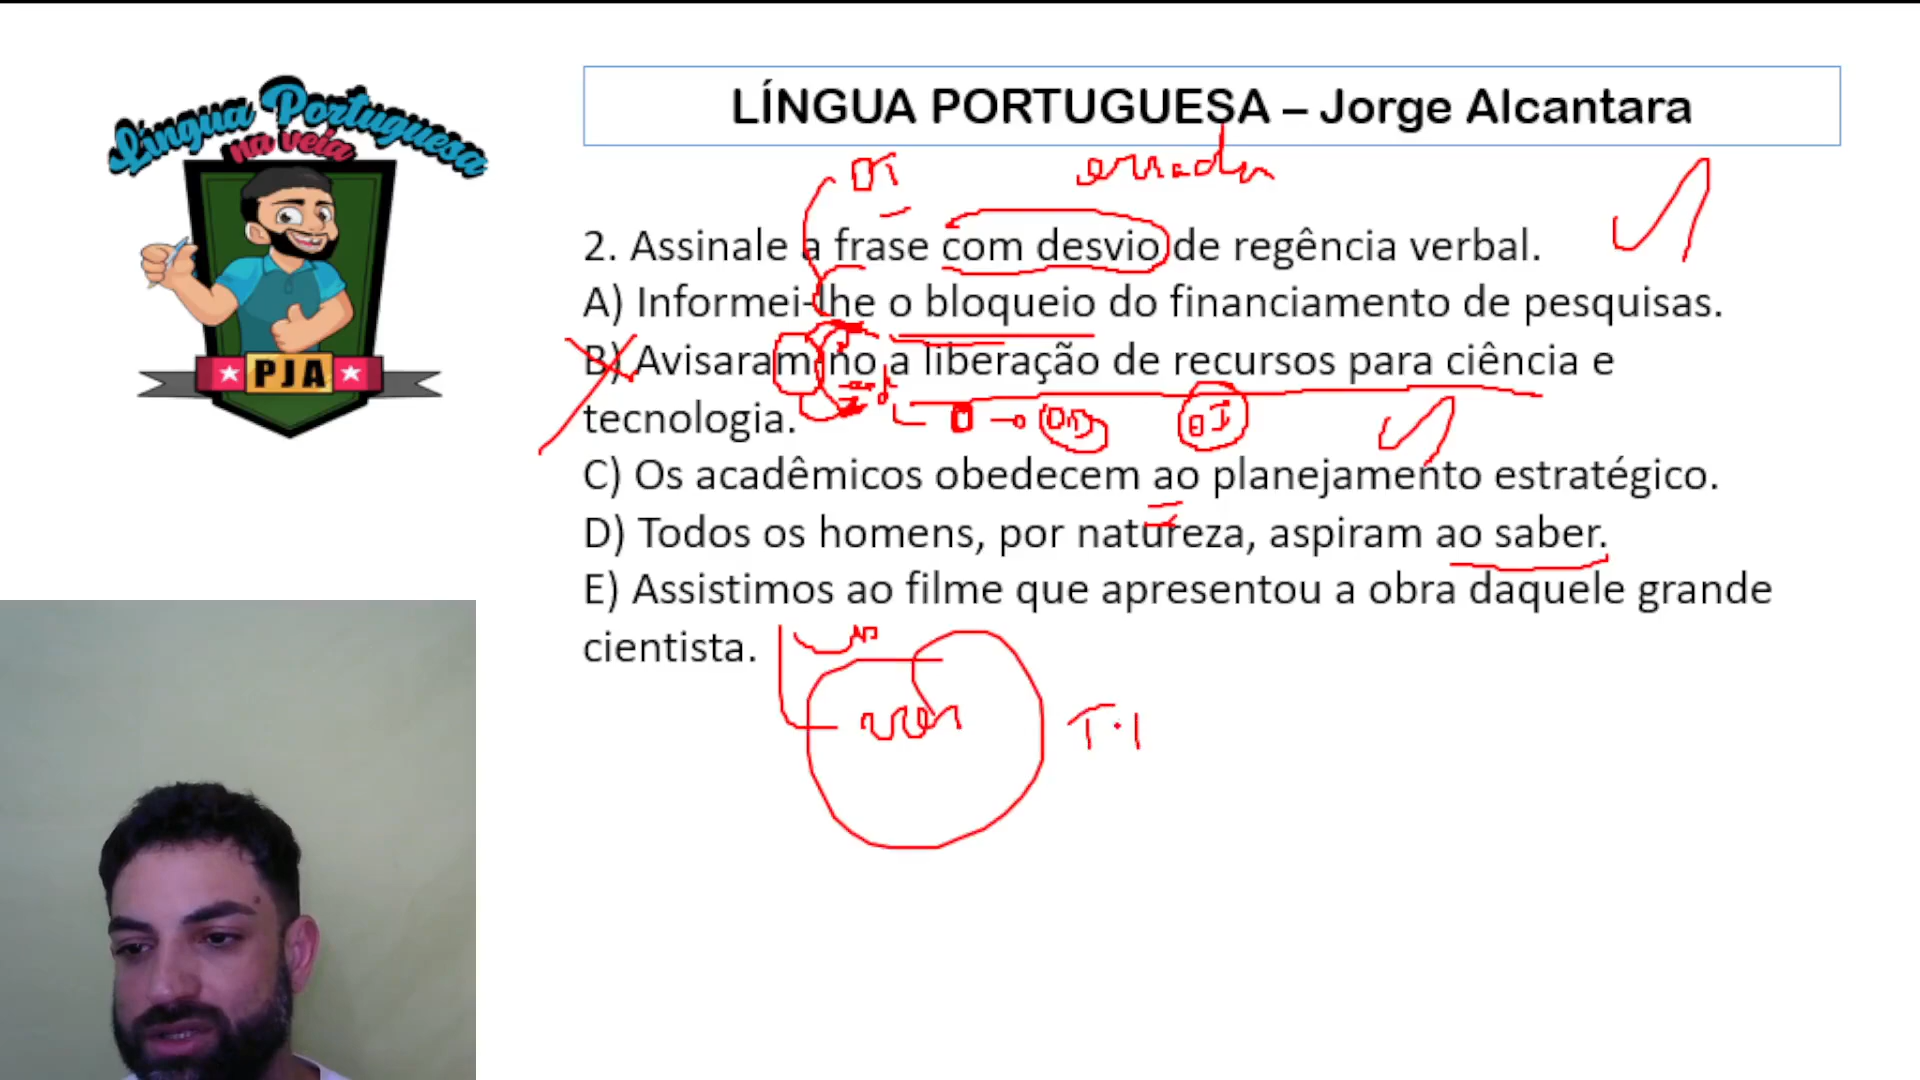 Língua Portuguesa
na veia
PJA
LÍNGUA PORTUGUESA – Jorge Alcantara
OI
errada
2. Assinale a frase com desvio de regência verbal.
A) Informei-lhe o bloqueio do financiamento de pesquisas.
B) Avisaram-no a liberação de recursos para ciência e
tecnologia.
O OD OI
C) Os acadêmicos obedecem ao planejamento estratégico.
D) Todos os homens, por natureza, aspiram ao saber.
E) Assistimos ao filme que apresentou a obra daquele grande
cientista.
ver T.I